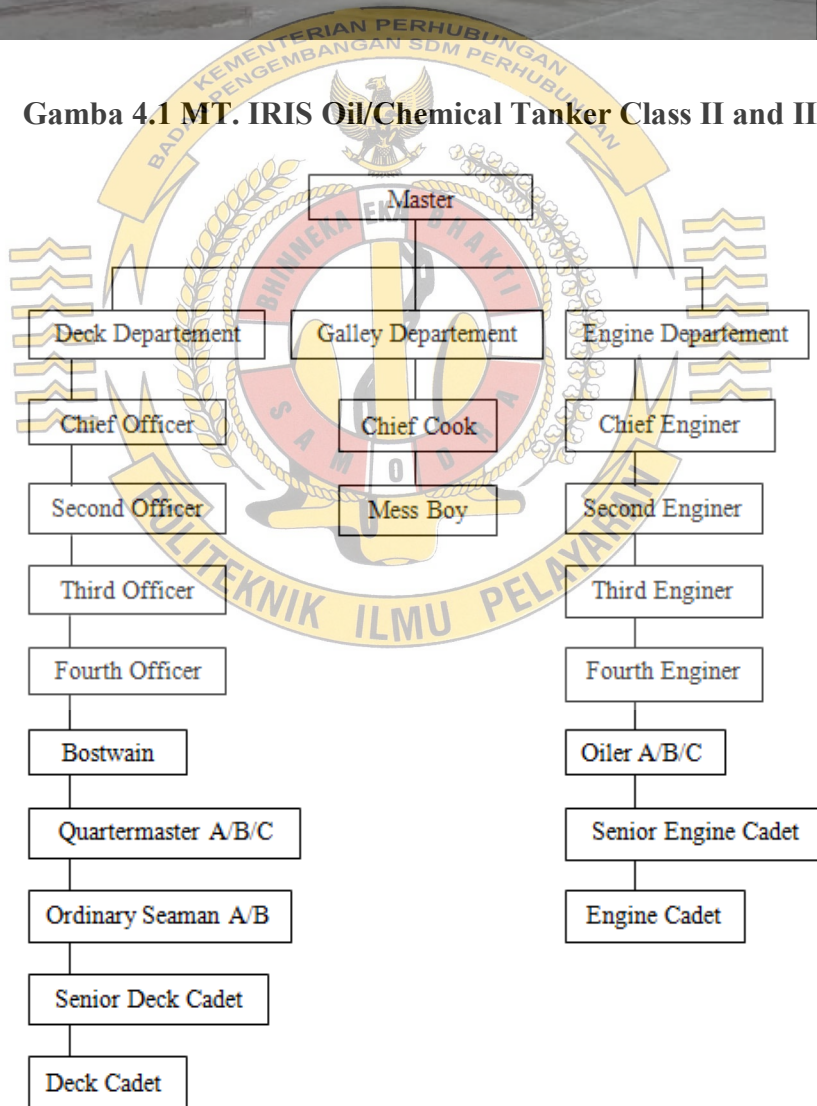 KEMENTERIAN PERHUBUNGAN
BADAN PENGEMBANGAN SDM PERHUBUNGAN
Gamba 4.1 MT. IRIS Oil/Chemical Tanker Class II and II
BHINNEKA EKA BHAKTI
SAMODRA
POLITEKNIK ILMU PELAYARAN
Master
Deck Departement
Galley Departement
Engine Departement
Chief Officer
Chief Cook
Chief Enginer
Second Officer
Mess Boy
Second Enginer
Third Officer
Third Enginer
Fourth Officer
Fourth Enginer
Bostwain
Oiler A/B/C
Quartermaster A/B/C
Senior Engine Cadet
Ordinary Seaman A/B
Engine Cadet
Senior Deck Cadet
Deck Cadet